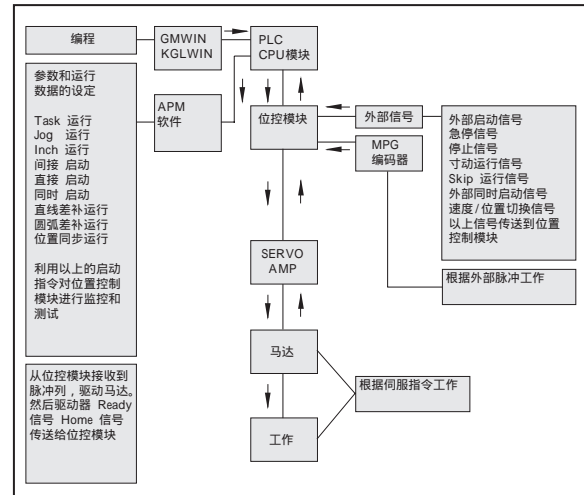 编程
GMWIN
KGLWIN
PLC
CPU模块
参数和运行
数据的设定
Task 运行
Jog 运行
Inch 运行
间接 启动
直接 启动
同时 启动
直线差补运行
圆弧差补运行
位置同步运行
利用以上的启动
指令对位置控制
模块进行监控和
测试
APM
软件
位控模块
外部信号
MPG
编码器
外部启动信号
急停信号
停止信号
寸动运行信号
Skip 运行信号
外部同时启动信号
速度/位置切换信号
以上信号传送到位置
控制模块
SERVO
AMP
根据外部脉冲工作
马达
从位控模块接收到
脉冲列，驱动马达。
然后驱动器 Ready
信号 Home 信号
传送给位控模块
根据伺服指令工作
工作